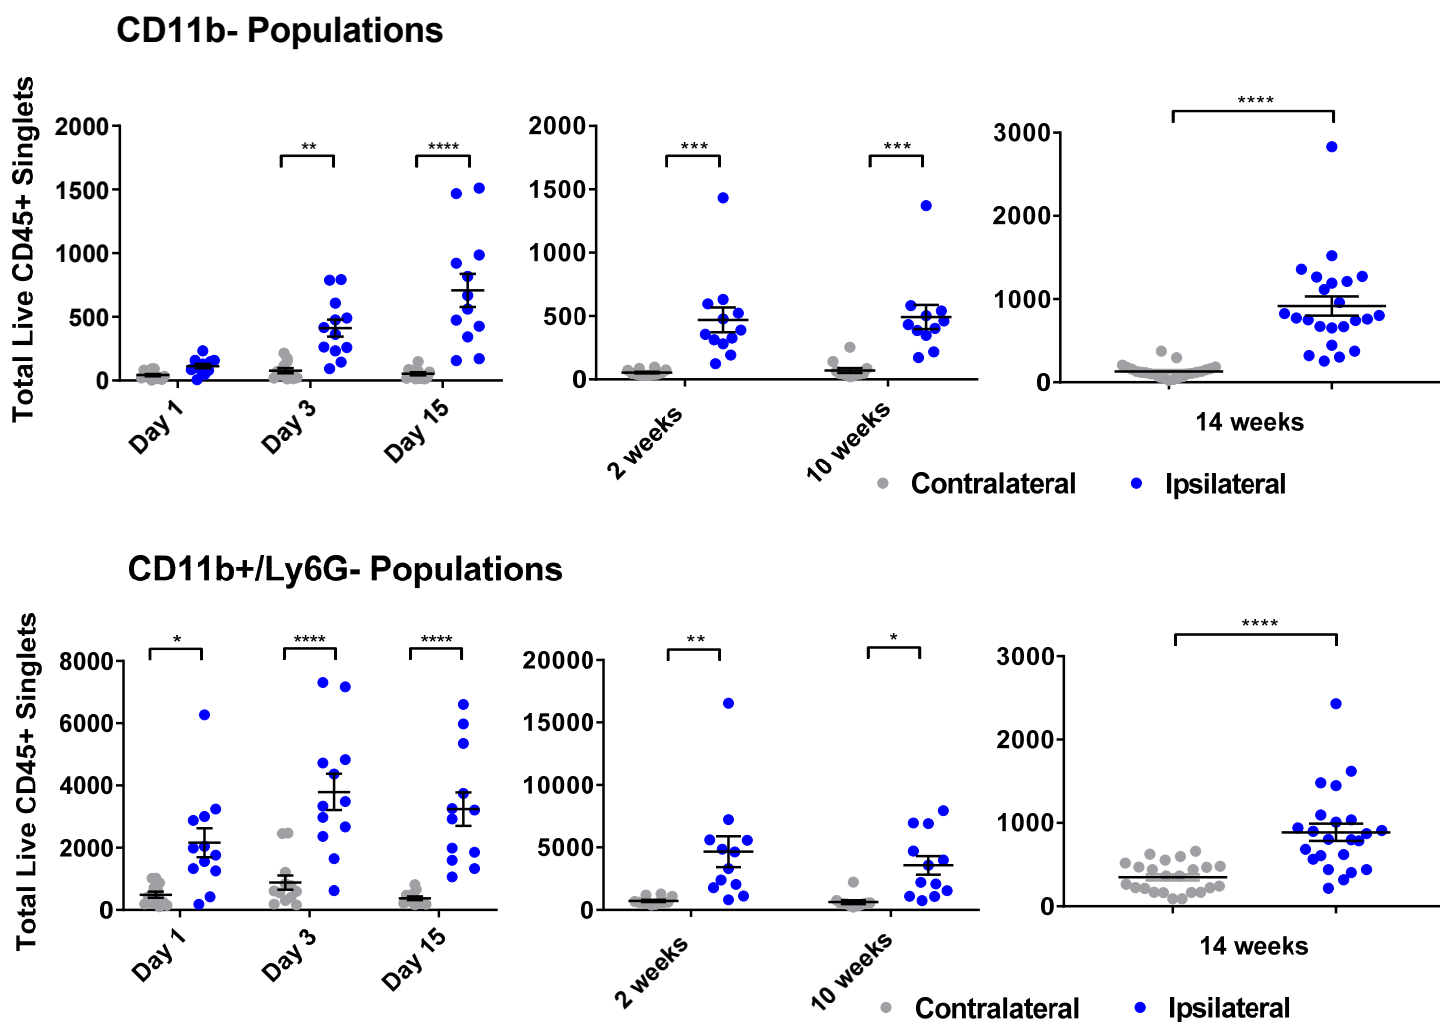 CD11b- Populations
Total Live CD45+ Singlets
2000
1500
1000
500
0
**
****
Day 1
Day 3
Day 15
2000
1500
1000
500
0
***
***
2 weeks
10 weeks
3000
2000
1000
0
****
14 weeks
Contralateral
Ipsilateral
CD11b+/Ly6G- Populations
Total Live CD45+ Singlets
8000
6000
4000
2000
0
*
****
****
Day 1
Day 3
Day 15
20000
15000
10000
5000
0
**
*
2 weeks
10 weeks
3000
2000
1000
0
****
14 weeks
Contralateral
Ipsilateral